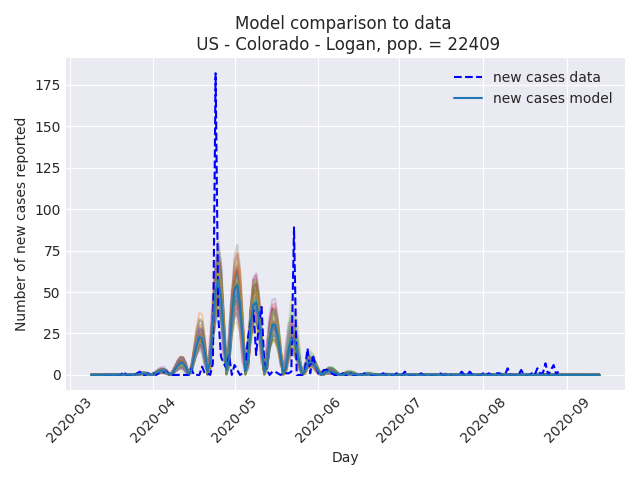 Model comparison to data
US - Colorado - Logan, pop. = 22409
new cases data
new cases model
Number of new cases reported
175
150
125
100
75
50
25
0
2020-03
2020-04
2020-05
2020-06
2020-07
2020-08
2020-09
Day